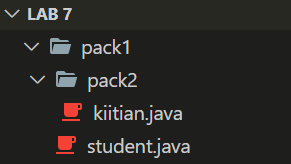 LAB 7
pack1
pack2
kiitian.java
student.java